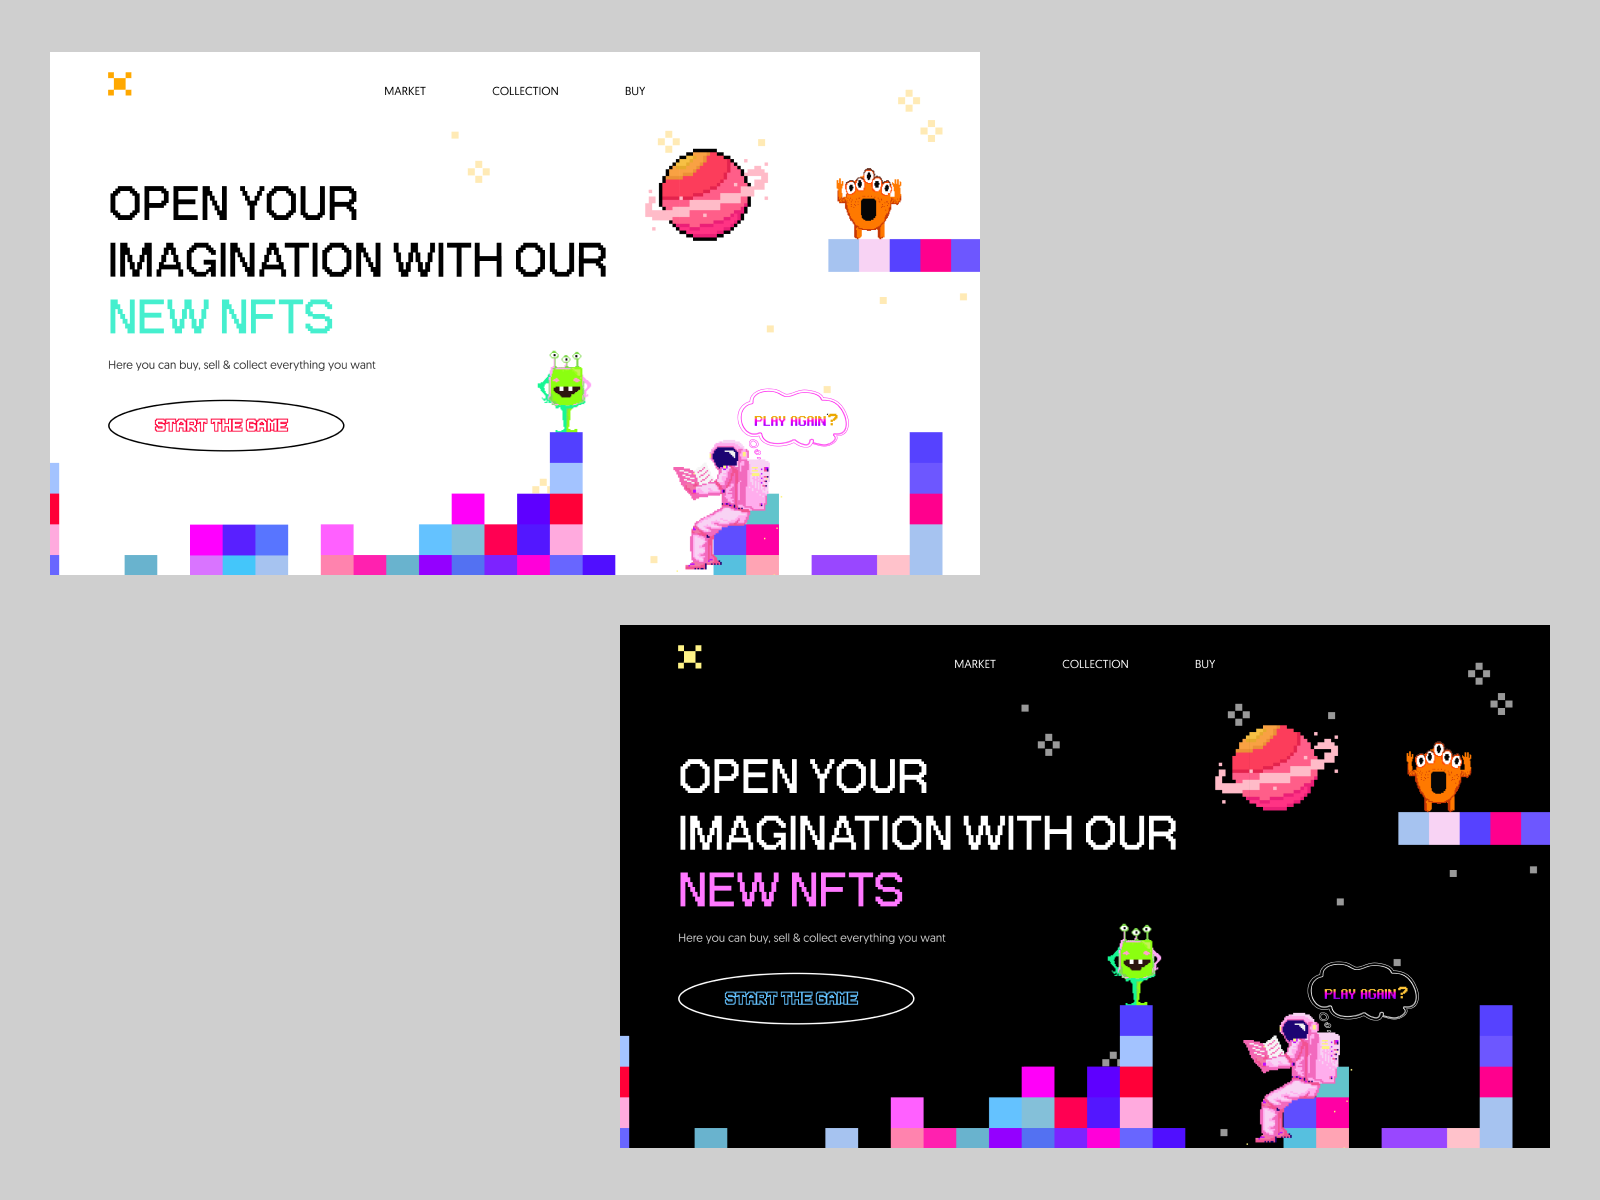 MARKET COLLECTION BUY
OPEN YOUR
IMAGINATION WITH OUR
NEW NFTS
Here you can buy, sell & collect everything you want
START THE GAME
PLAY AGAIN?
MARKET COLLECTION BUY
OPEN YOUR
IMAGINATION WITH OUR
NEW NFTS
Here you can buy, sell & collect everything you want
START THE GAME
PLAY AGAIN?